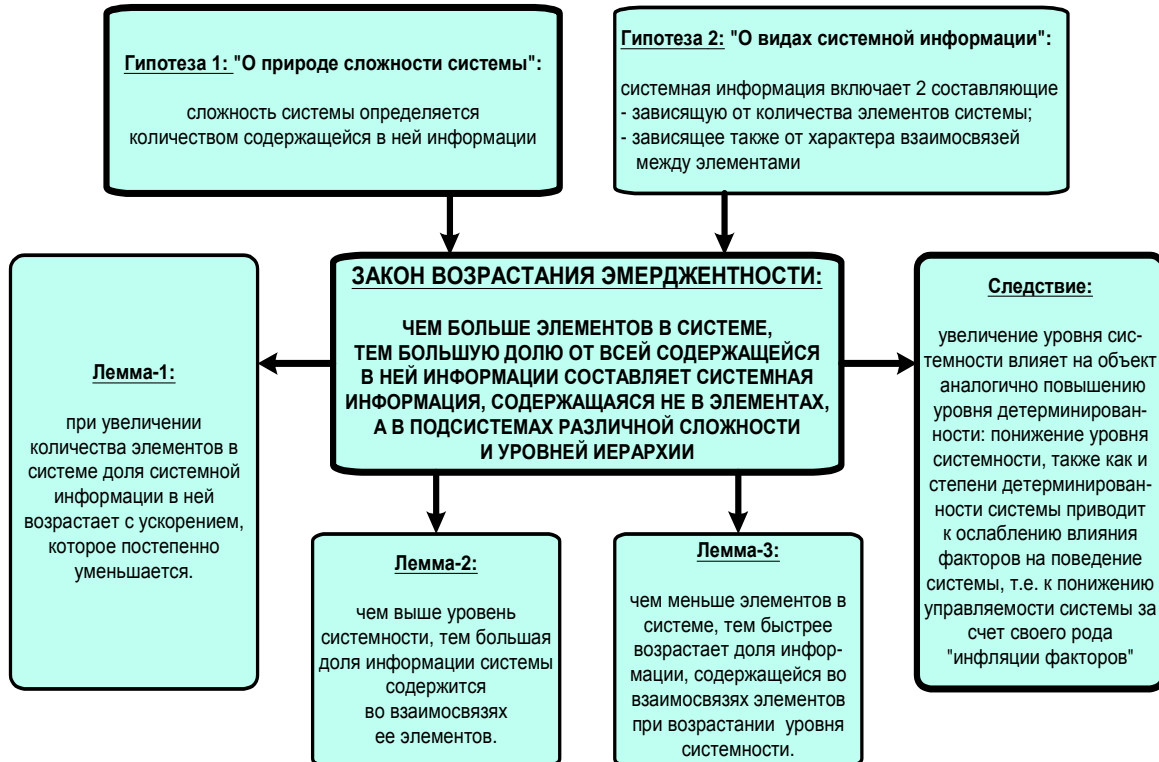 Гипотеза 1: "О природе сложности системы":
сложность системы определяется
количеством содержащейся в ней информации
Гипотеза 2: "О видах системной информации":
системная информация включает 2 составляющие
- зависящую от количества элементов системы;
- зависящее также от характера взаимосвязей
между элементами
ЗАКОН ВОЗРАСТАНИЯ ЭМЕРДЖЕНТНОСТИ:
ЧЕМ БОЛЬШЕ ЭЛЕМЕНТОВ В СИСТЕМЕ,
ТЕМ БОЛЬШУЮ ДОЛЮ ОТ ВСЕЙ СОДЕРЖАЩЕЙСЯ
В НЕЙ ИНФОРМАЦИИ СОСТАВЛЯЕТ СИСТЕМНАЯ
ИНФОРМАЦИЯ, СОДЕРЖАЩАЯСЯ НЕ В ЭЛЕМЕНТАХ,
А В ПОДСИСТЕМАХ РАЗЛИЧНОЙ СЛОЖНОСТИ
И УРОВНЕЙ ИЕРАРХИИ
Лемма-1:
при увеличении
количества элементов в
системе доля системной
информации в ней
возрастает с ускорением,
которое постепенно
уменьшается.
Лемма-2:
чем выше уровень
системности, тем большая
доля информации системы
содержится
во взаимосвязях
ее элементов.
Лемма-3:
чем меньше элементов в
системе, тем быстрее
возрастает доля инфор-
мации, содержащейся во
взаимосвязях элементов
при возрастании уровня
системности.
Следствие:
увеличение уровня сис-
темности влияет на объект
аналогично повышению
уровня детерминирован-
ности: понижение уровня
системности, также как и
степени детерминирован-
ности системы приводит
к ослаблению влияния
факторов на поведение
системы, т.е. к понижению
управляемости системы за
счет своего рода
"инфляции факторов"